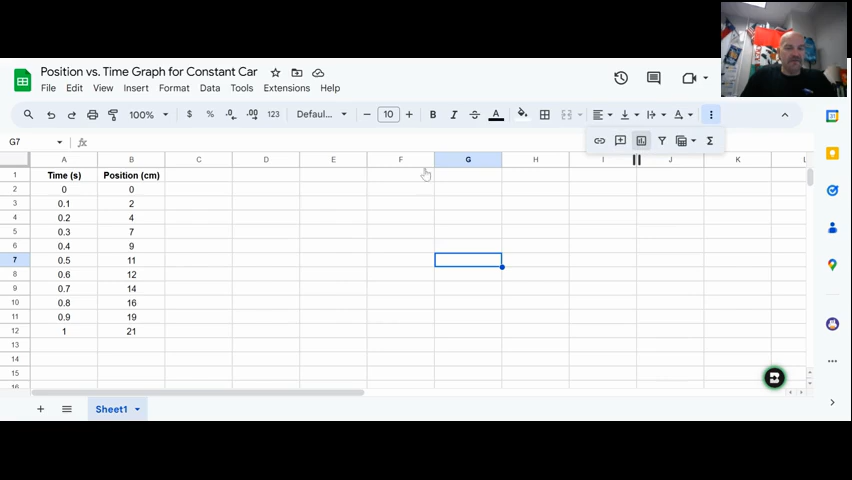 Position vs. Time Graph for Constant Car
File Edit View Insert Format Data Tools Extensions Help
100% $ % .0 .00 123 Defaul... 10 B I S A
G7 fx
A B C D E F G H I J K L
1 Time (s) Position (cm)
2 0 0
3 0.1 2
4 0.2 4
5 0.3 7
6 0.4 9
7 0.5 11
8 0.6 12
9 0.7 14
10 0.8 16
11 0.9 19
12 1 21
13
14
15
16
Sheet1